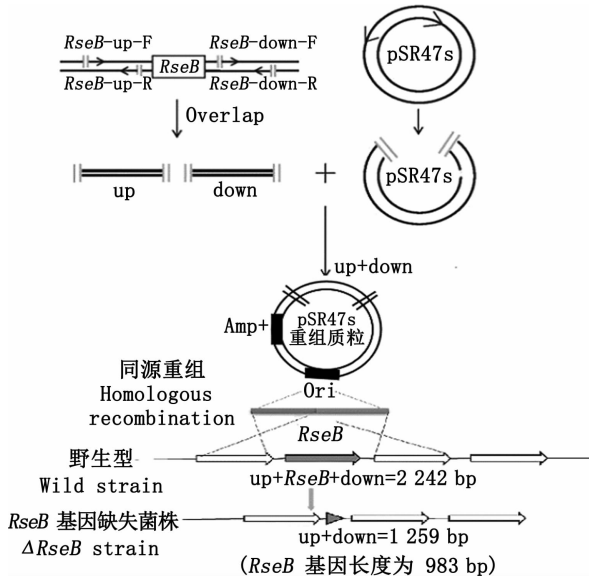 RseB-up-F RseB-down-F
RseB
RseB-up-R RseB-down-R
pSR47s
Overlap
up down + pSR47s
up+down
Amp+
pSR47s
重组质粒
Ori
同源重组
Homologous
recombination
RseB
野生型
Wild strain
up+RseB+down=2 242 bp
RseB 基因缺失菌株
ΔRseB strain
up+down=1 259 bp
(RseB 基因长度为 983 bp)